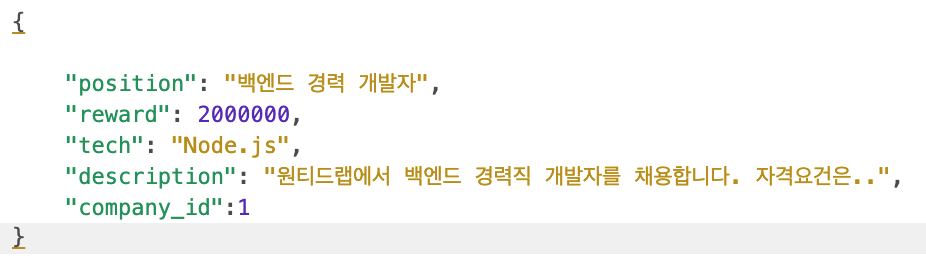 {
"position": "백엔드 경력 개발자",
"reward": 2000000,
"tech": "Node.js",
"description": "원티드랩에서 백엔드 경력직 개발자를 채용합니다. 자격요건은..",
"company_id":1
}